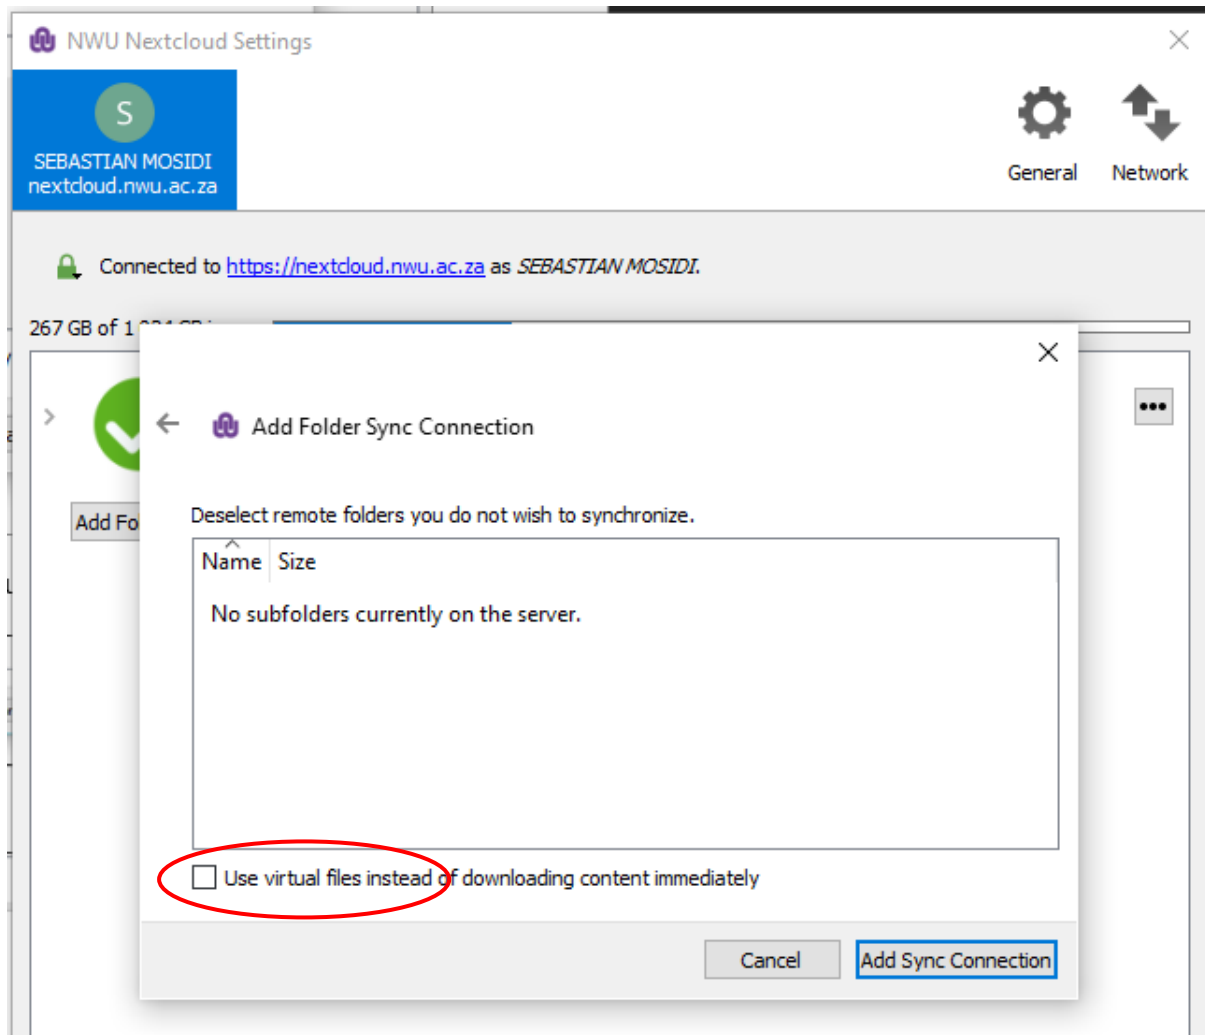 NWU Nextcloud Settings
S
SEBASTIAN MOSIDI
nextcloud.nwu.ac.za
General
Network
Connected to https://nextcloud.nwu.ac.za as SEBASTIAN MOSIDI.
267 GB of 1
Add Folder Sync Connection
Add Fo
Deselect remote folders you do not wish to synchronize.
Name Size
No subfolders currently on the server.
Use virtual files instead of downloading content immediately
Cancel
Add Sync Connection